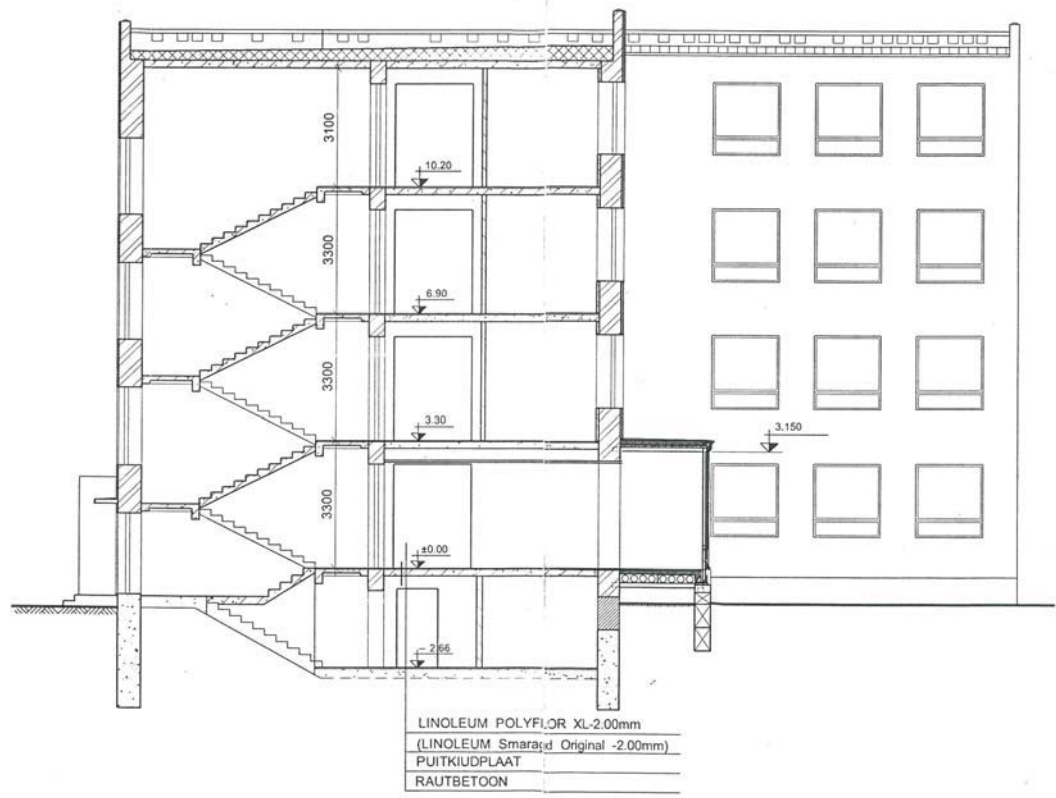 3100
10.20
3300
6.90
3300
3.30
3.150
3300
±0.00
- 2.66
LINOLEUM POLYFLOR XL-2.00mm
(LINOLEUM Smaragd Original -2.00mm)
PUITKIUDPLAAT
RAUTBETOON